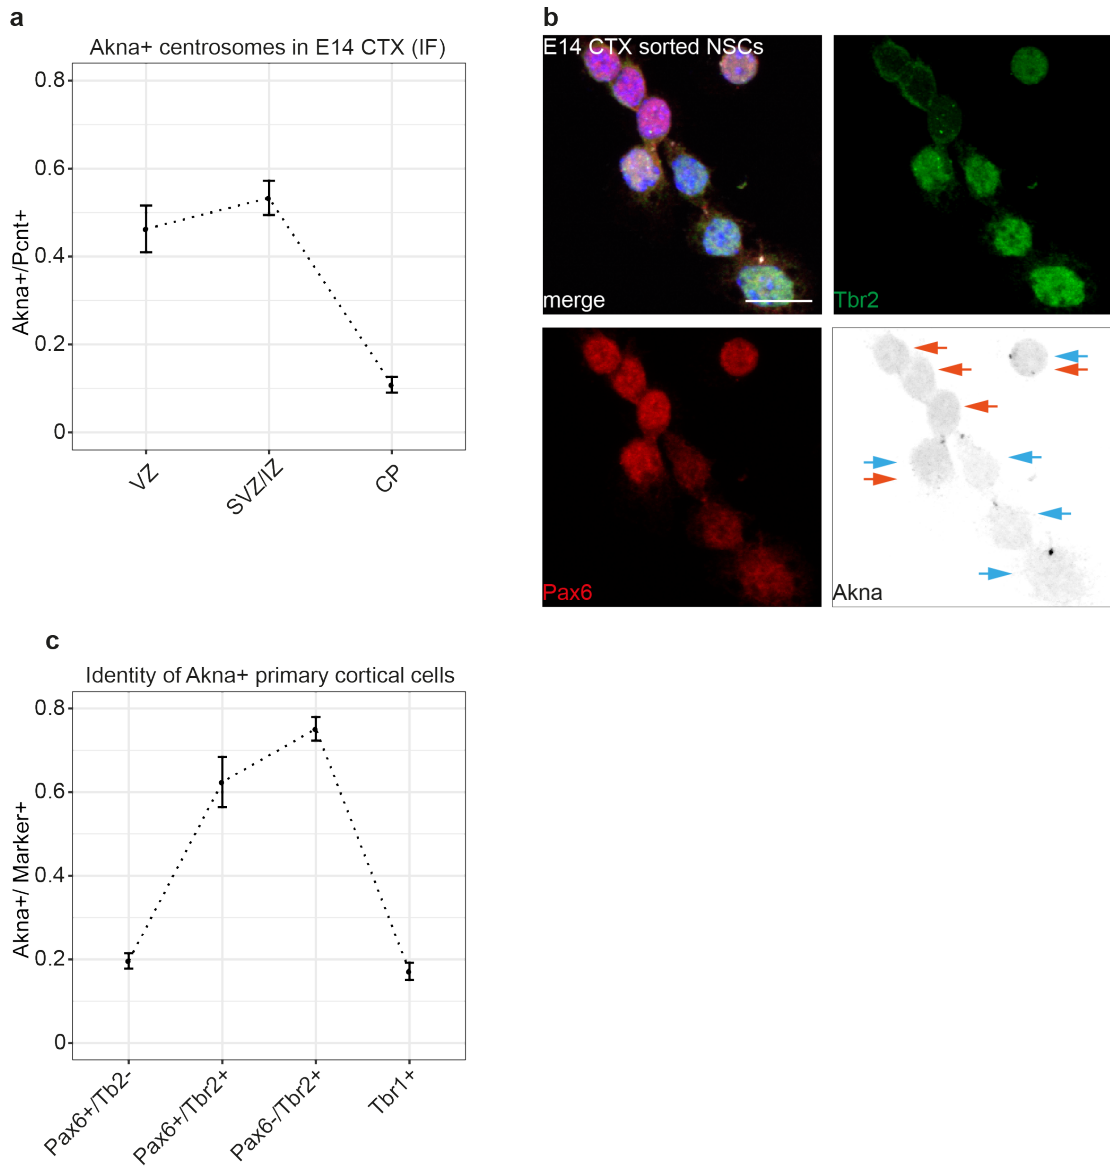 a
Akna+ centrosomes in E14 CTX (IF)
Akna+/Pcnt+
0.8
0.6
0.4
0.2
0
VZ
SVZ/IZ
CP
b
E14 CTX sorted NSCs
merge
Tbr2
Pax6
Akna
c
Identity of Akna+ primary cortical cells
Akna+/ Marker+
0.8
0.6
0.4
0.2
0
Pax6+/Tb2-
Pax6+/Tbr2+
Pax6-/Tbr2+
Tbr1+